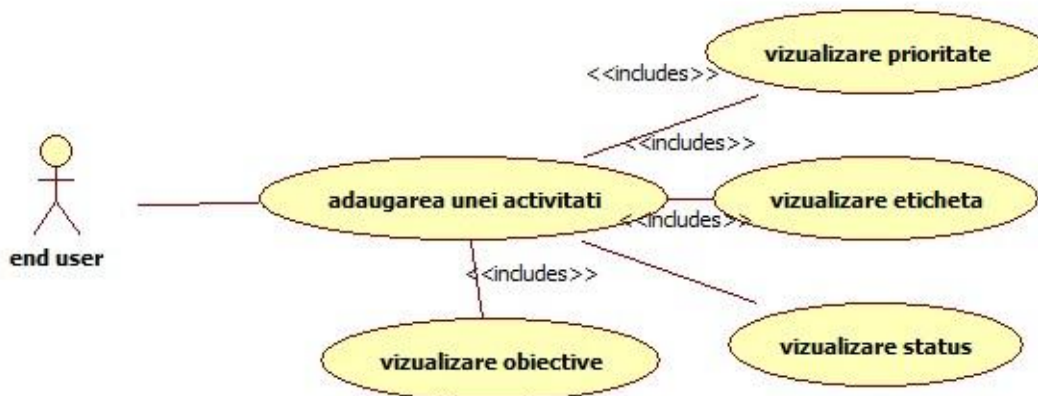 vizualizare prioritate
<<includes>>
<<includes>>
adaugarea unei activitati
vizualizare eticheta
<<includes>>
end user
<<includes>>
vizualizare obiective
vizualizare status